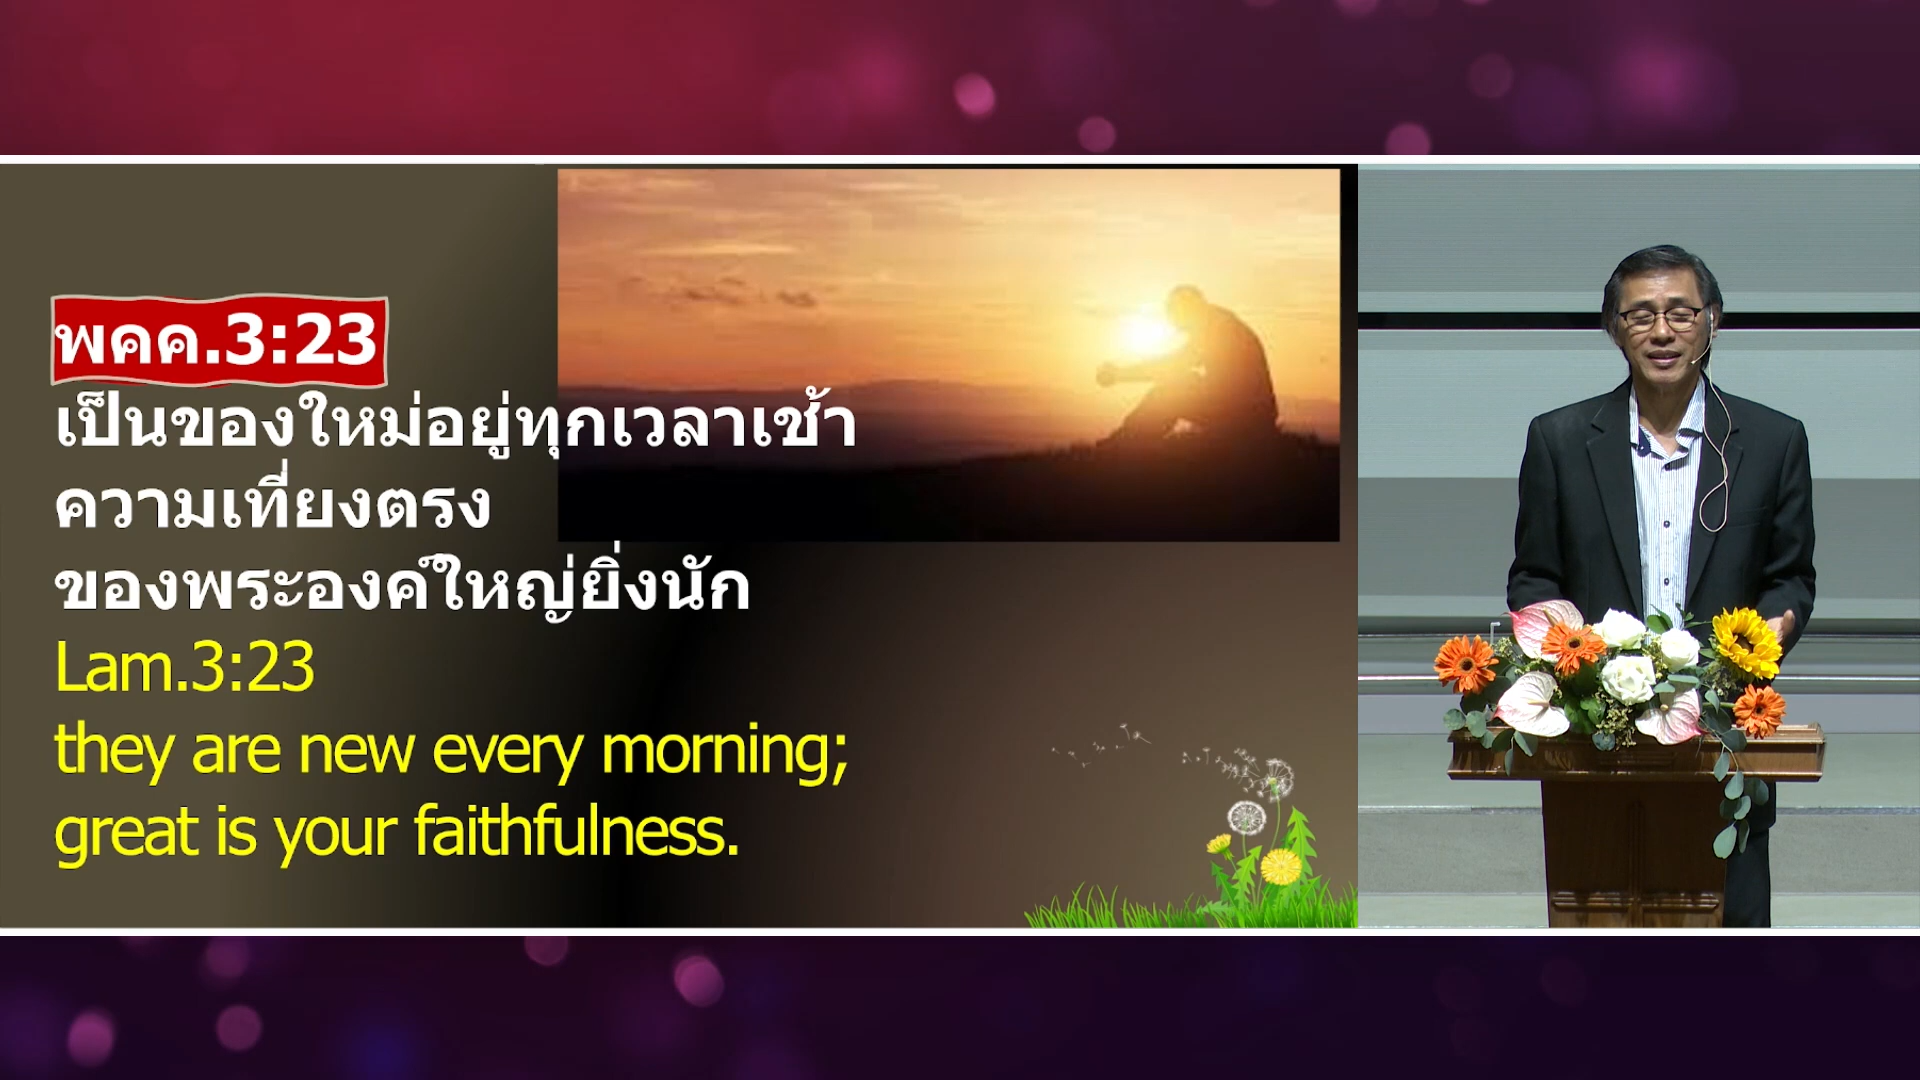 พคค.3:23
เป็นของใหม่อยู่ทุกเวลาเช้า
ความเที่ยงตรง
ของพระองค์ใหญ่ยิ่งนัก
Lam.3:23
they are new every morning;
great is your faithfulness.